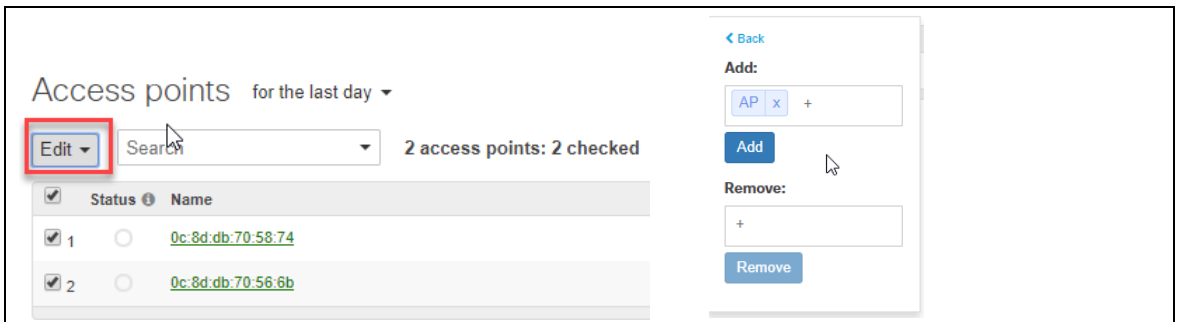 Access points for the last day
Edit Search 2 access points: 2 checked
Status Name
1 0c:8d:db:70:58:74
2 0c:8d:db:70:56:6b
Back
Add:
AP x +
Add
Remove:
+
Remove